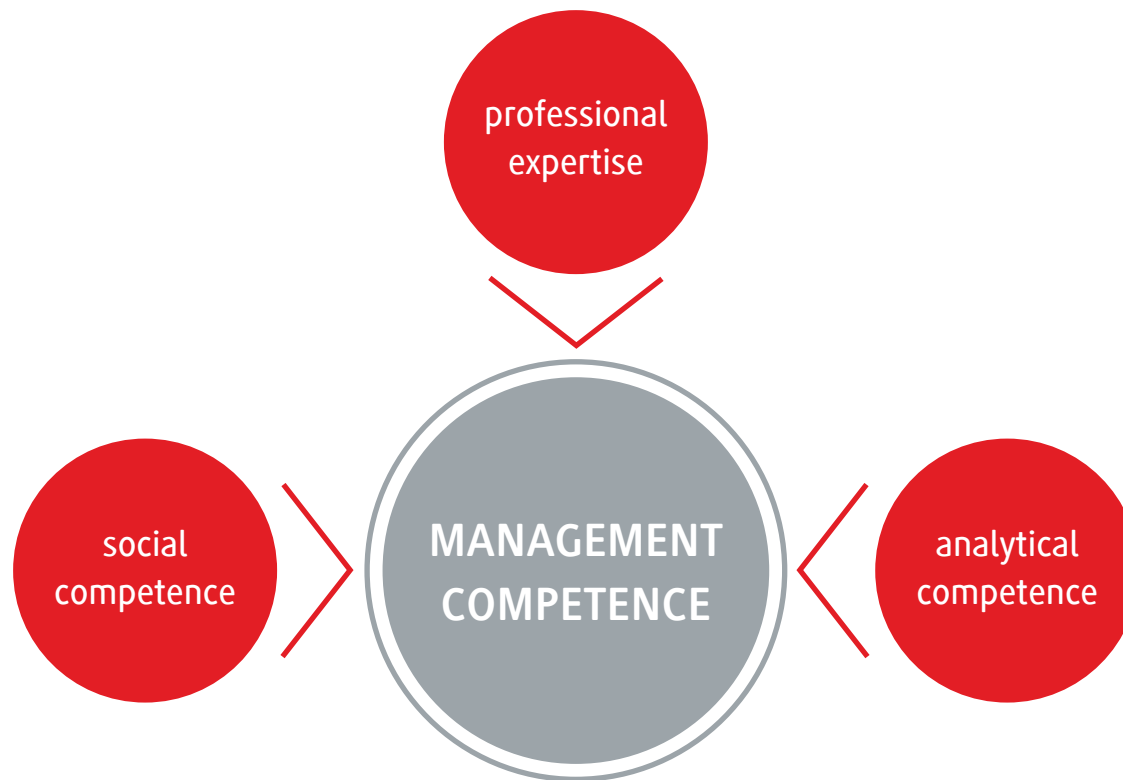 professional
expertise
social
competence
MANAGEMENT
COMPETENCE
analytical
competence